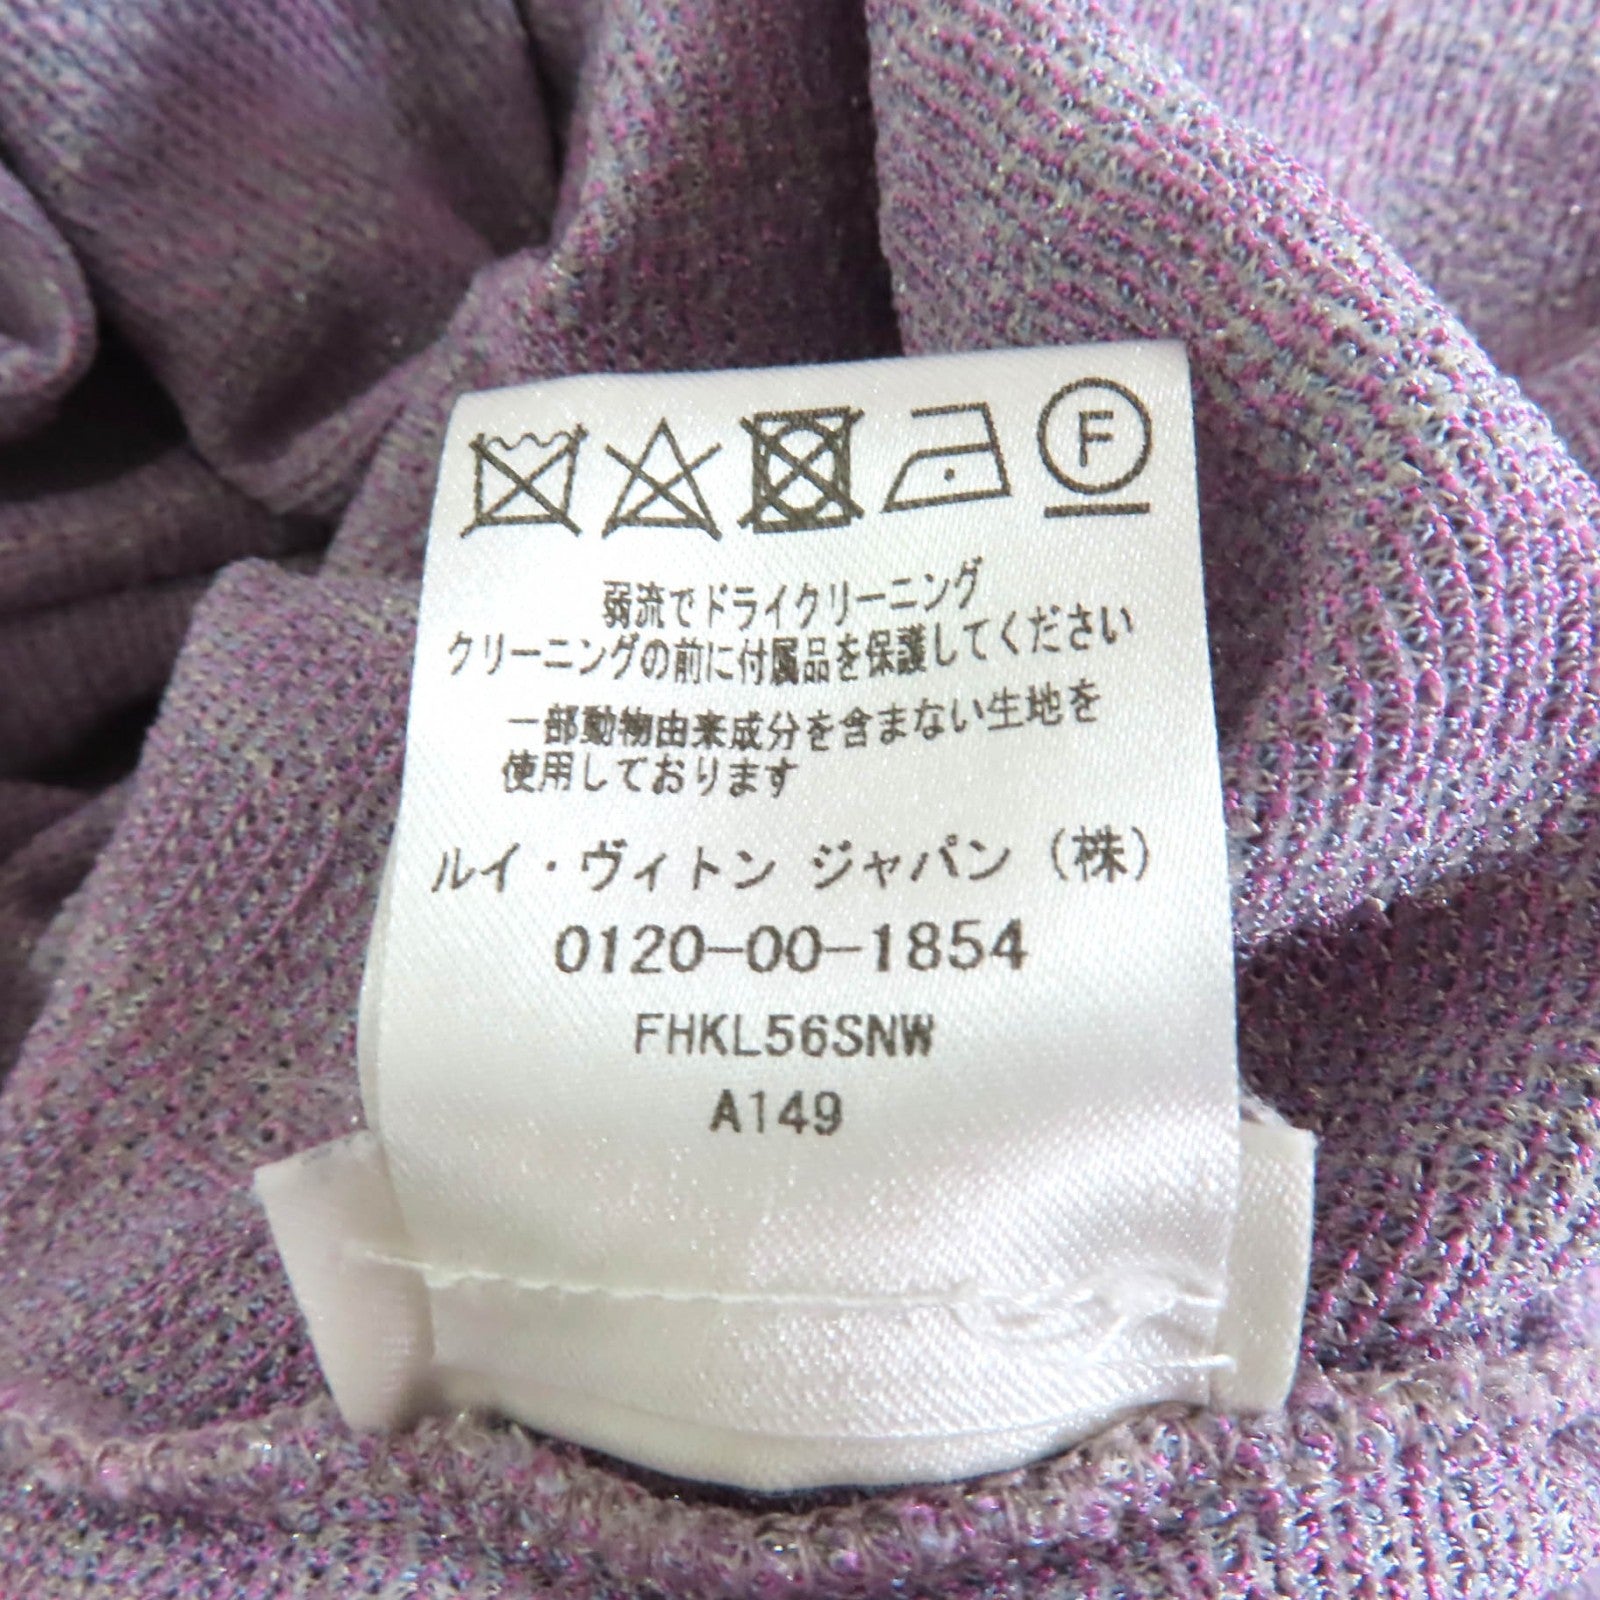 F
弱流でドライクリーニング
クリーニングの前に付属品を保護してください
一部動物由来成分を含まない生地を
使用しております
ルイ・ヴィトン ジャパン（株）
0120-00-1854
FHKL56SNW
A149